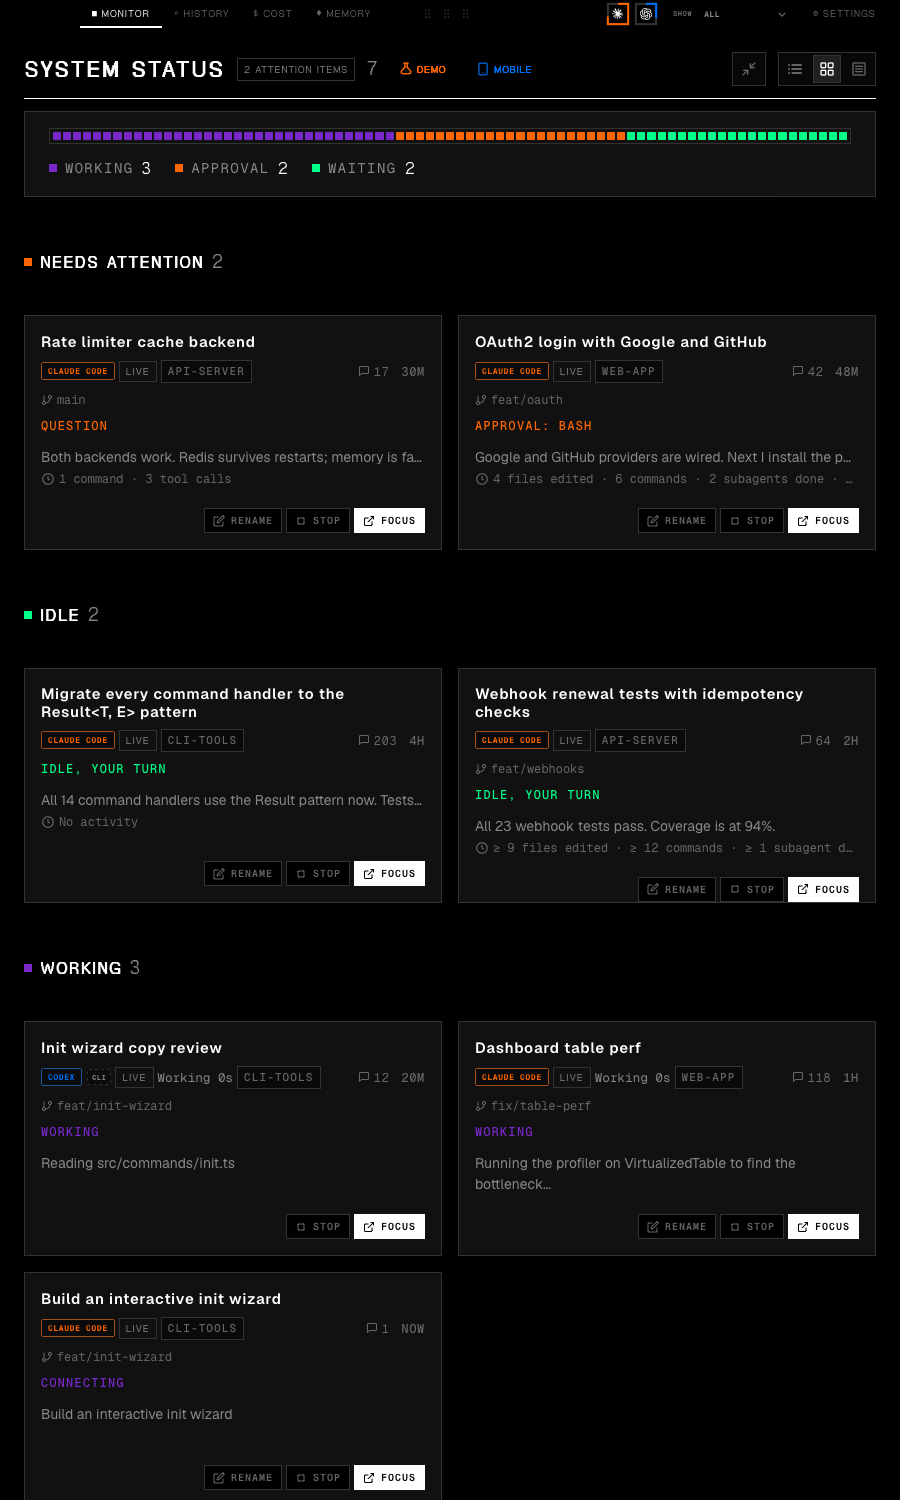 MONITOR HISTORY $ COST MEMORY SHOW ALL SETTINGS
SYSTEM STATUS 2 ATTENTION ITEMS 7 DEMO MOBILE
WORKING 3 APPROVAL 2 WAITING 2
NEEDS ATTENTION 2
Rate limiter cache backend
CLAUDE CODE LIVE API-SERVER 17 30M
main
QUESTION
Both backends work. Redis survives restarts; memory is fa…
1 command · 3 tool calls
RENAME STOP FOCUS
OAuth2 login with Google and GitHub
CLAUDE CODE LIVE WEB-APP 42 48M
feat/oauth
APPROVAL: BASH
Google and GitHub providers are wired. Next I install the p…
4 files edited · 6 commands · 2 subagents done · …
RENAME STOP FOCUS
IDLE 2
Migrate every command handler to the
Result<T, E> pattern
CLAUDE CODE LIVE CLI-TOOLS 203 4H
IDLE, YOUR TURN
All 14 command handlers use the Result pattern now. Tests…
No activity
RENAME STOP FOCUS
Webhook renewal tests with idempotency
checks
CLAUDE CODE LIVE API-SERVER 64 2H
feat/webhooks
IDLE, YOUR TURN
All 23 webhook tests pass. Coverage is at 94%.
≥ 9 files edited · ≥ 12 commands · ≥ 1 subagent d…
RENAME STOP FOCUS
WORKING 3
Init wizard copy review
CODEX CLI LIVE Working 0s CLI-TOOLS 12 20M
feat/init-wizard
WORKING
Reading src/commands/init.ts
STOP FOCUS
Dashboard table perf
CLAUDE CODE LIVE Working 0s WEB-APP 118 1H
fix/table-perf
WORKING
Running the profiler on VirtualizedTable to find the
bottleneck…
RENAME STOP FOCUS
Build an interactive init wizard
CLAUDE CODE LIVE CLI-TOOLS 1 NOW
feat/init-wizard
CONNECTING
Build an interactive init wizard
RENAME STOP FOCUS